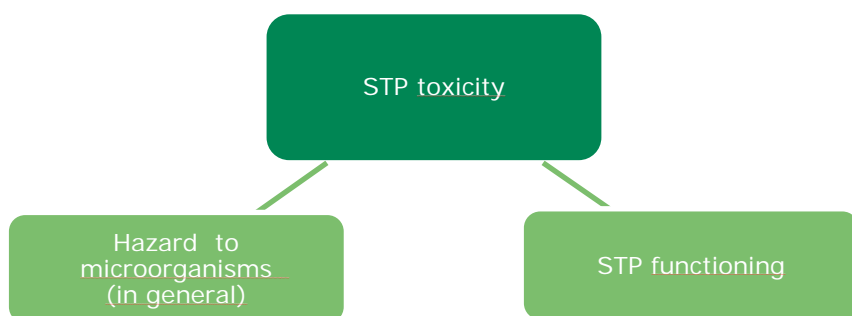 STP toxicity
Hazard to
microorganisms
(in general)
STP functioning